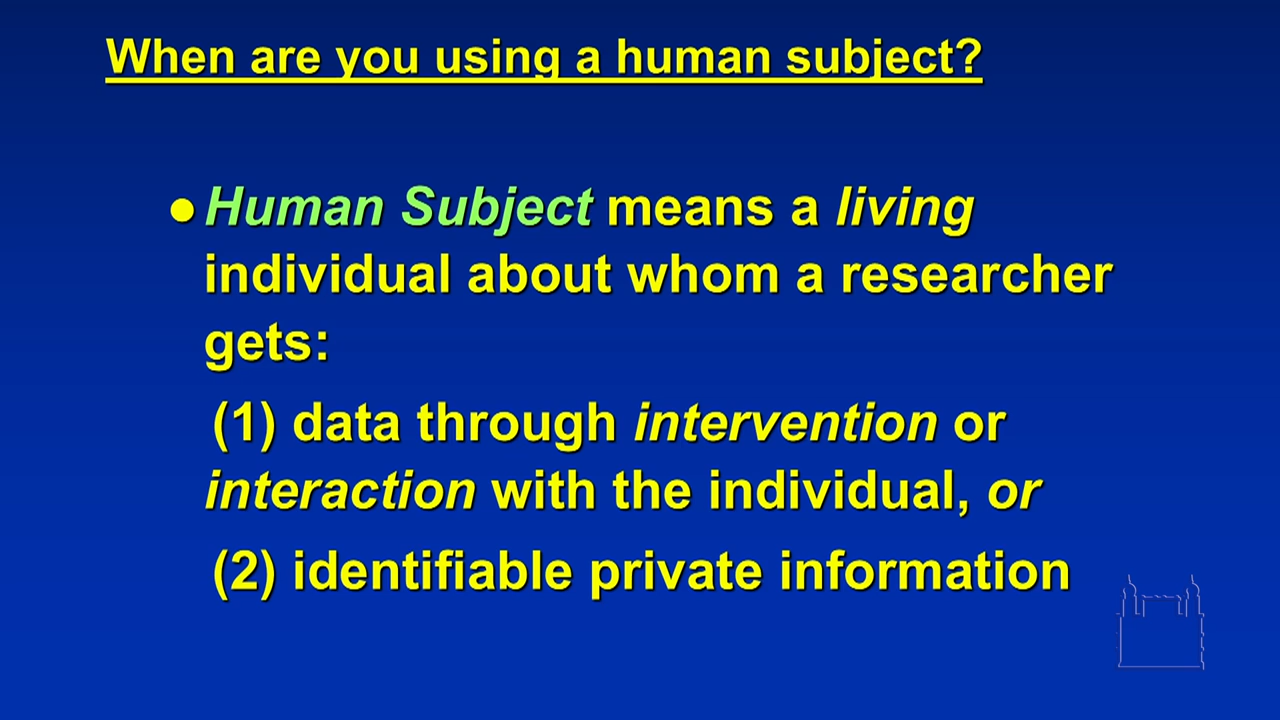 When are you using a human subject?
● Human Subject means a living
individual about whom a researcher
gets:
(1) data through intervention or
interaction with the individual, or
(2) identifiable private information